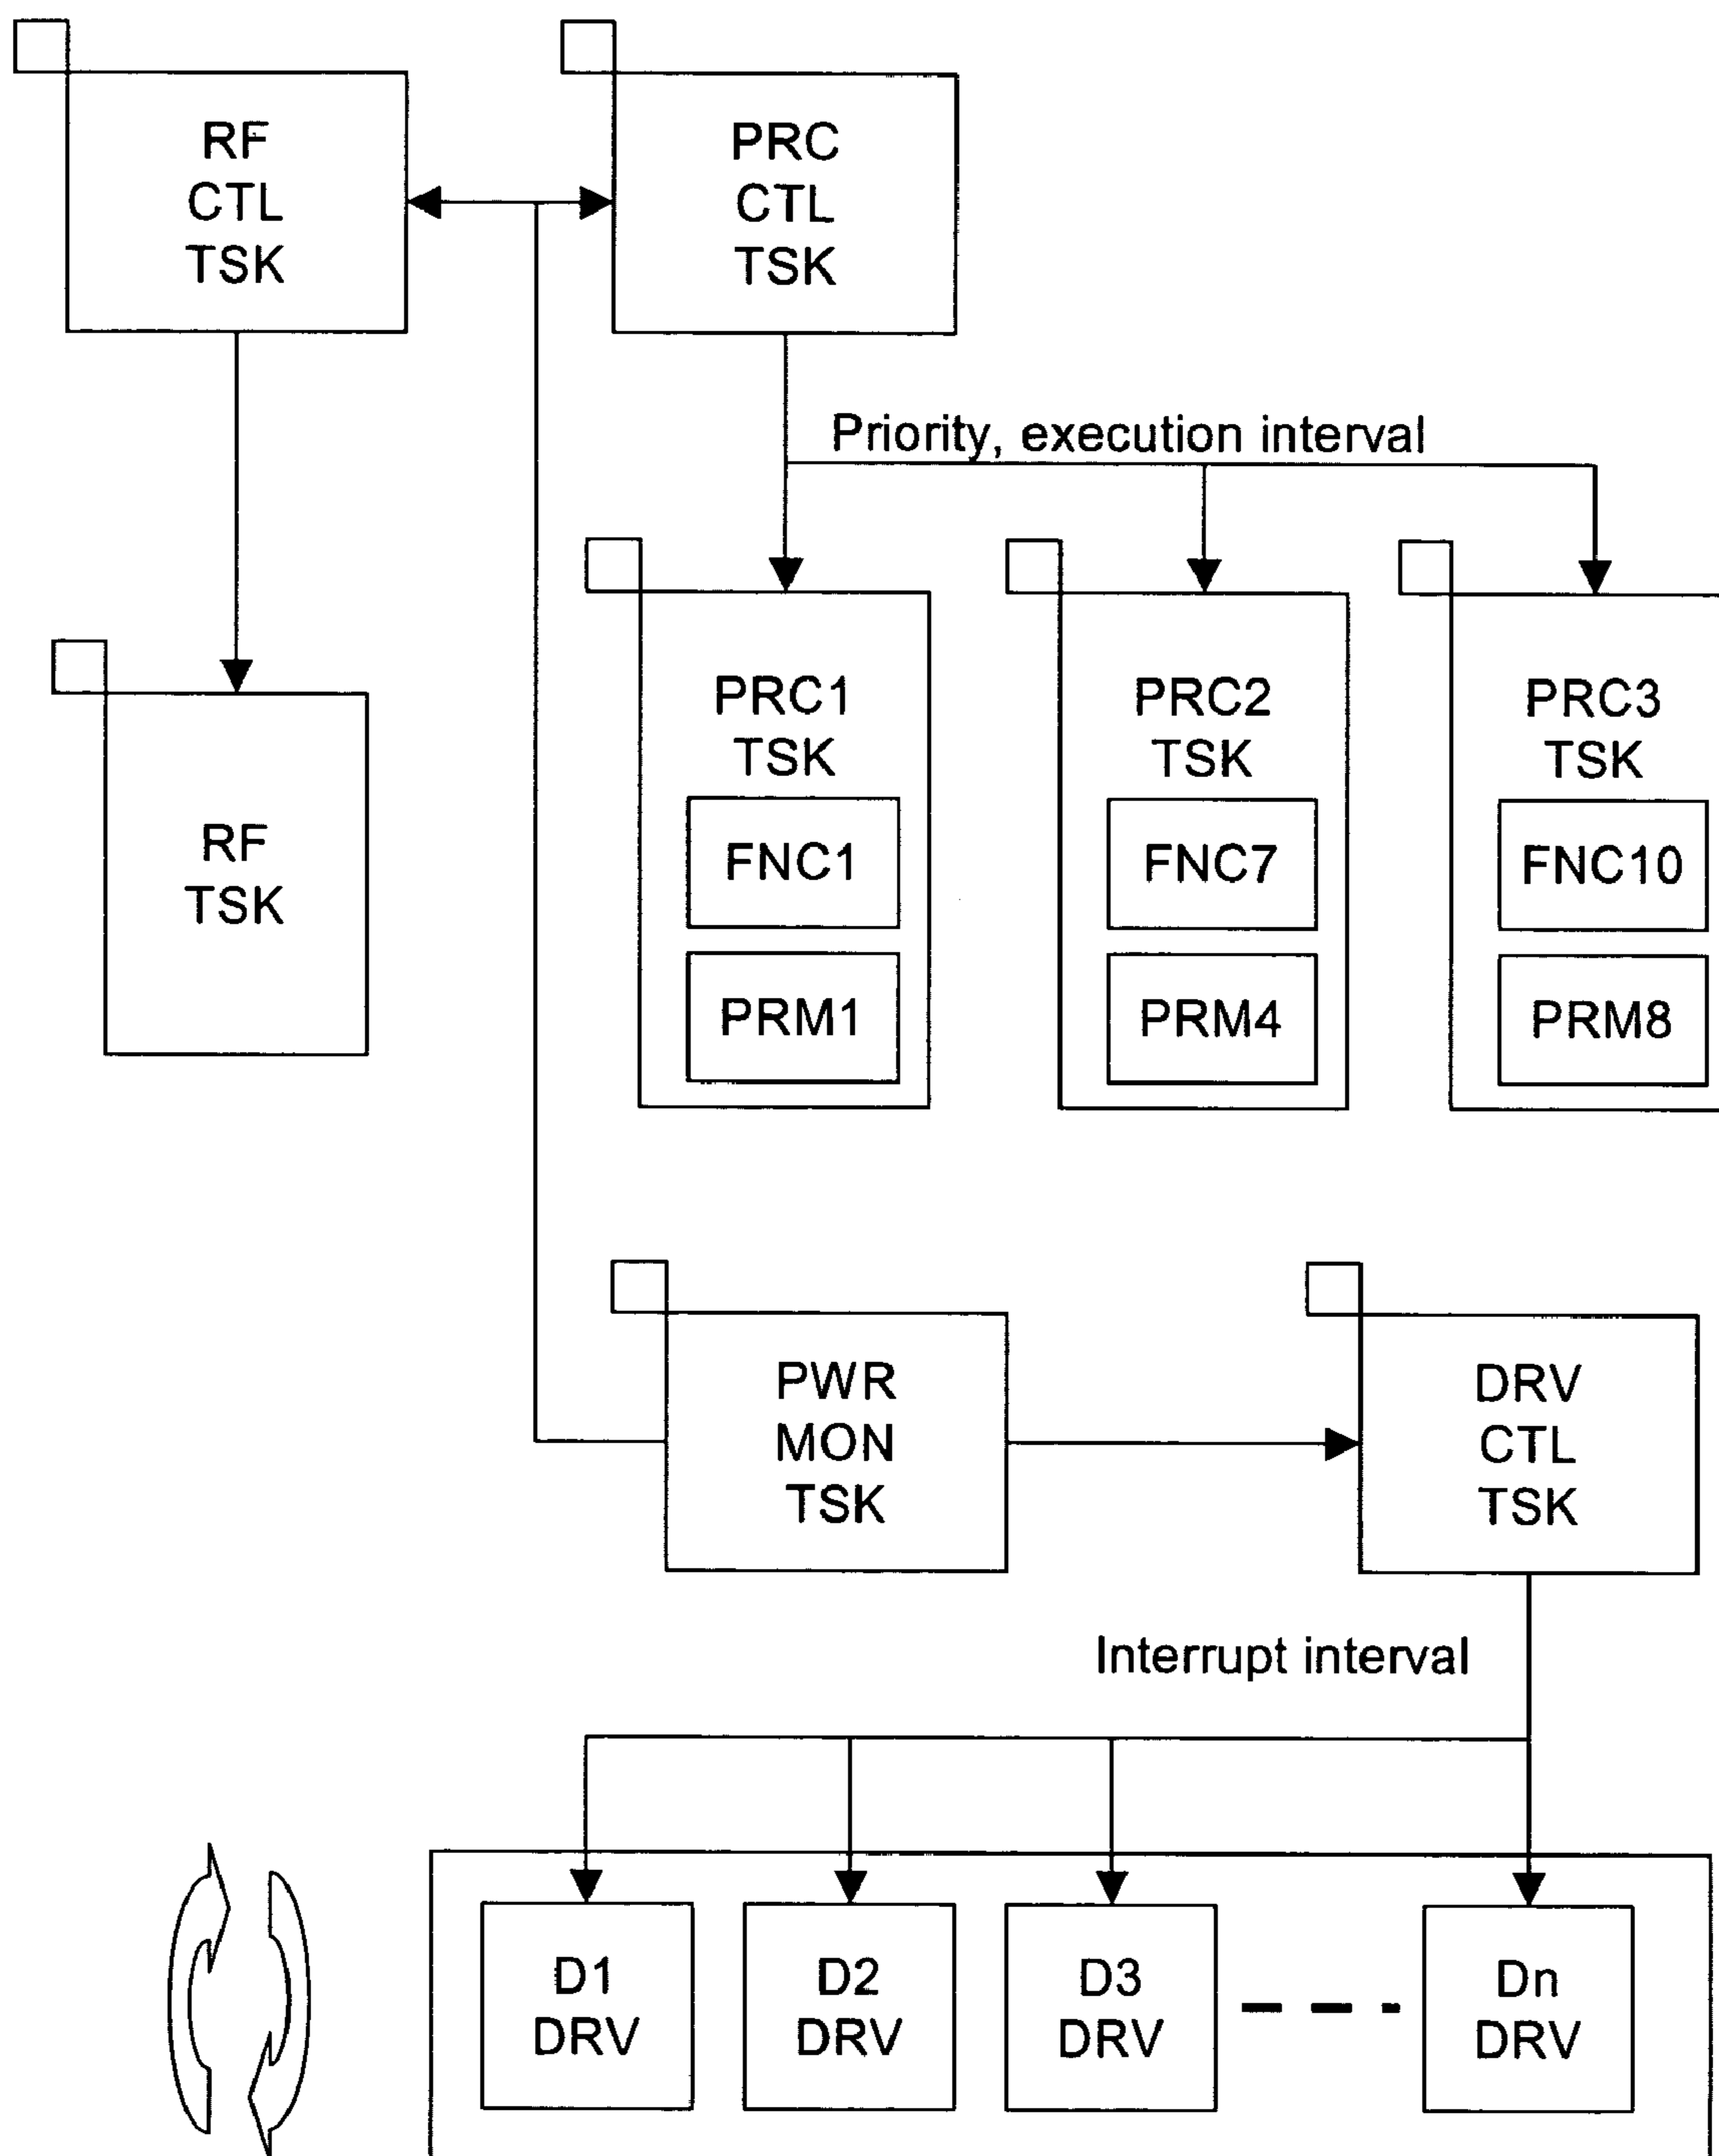 RF
CTL
TSK
PRC
CTL
TSK
Priority, execution interval
RF
TSK
PRC1
TSK
FNC1
PRM1
PRC2
TSK
FNC7
PRM4
PRC3
TSK
FNC10
PRM8
PWR
MON
TSK
DRV
CTL
TSK
Interrupt interval
D1
DRV
D2
DRV
D3
DRV
Dn
DRV